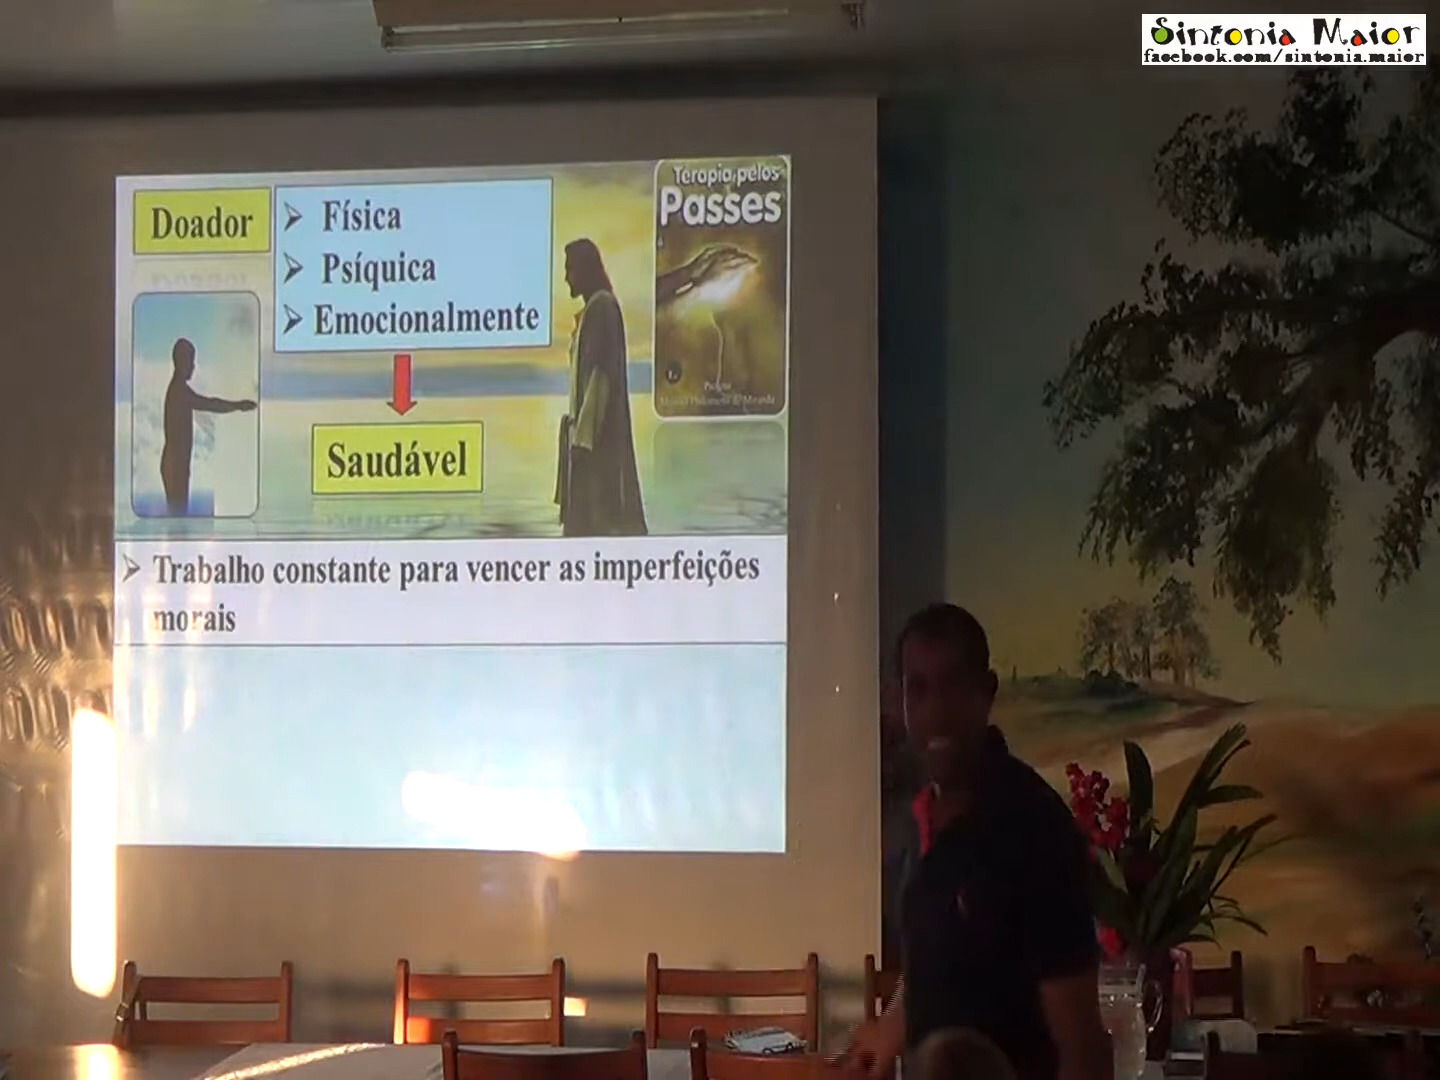 Sintonia Maior
facebook.com/sintonia.maior
Doador
Física
Psíquica
Emocionalmente
Saudável
Terapia pelos
Passes
Trabalho constante para vencer as imperfeições
morais